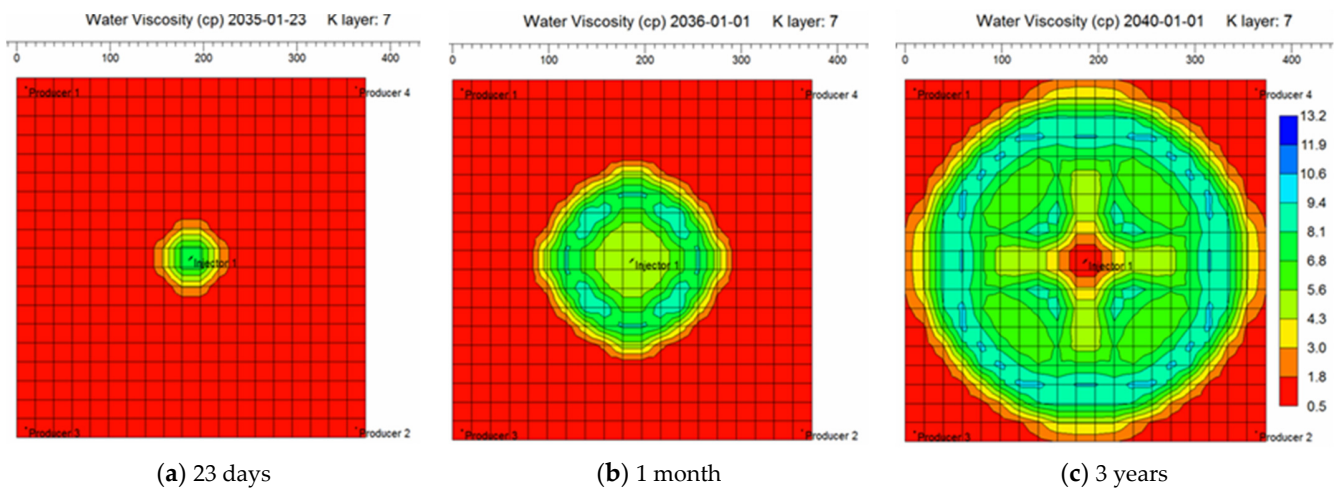 Water Viscosity (cp) 2035-01-23 K layer: 7
0 100 200 300 400
Producer 1
Producer 4
Injector 1
Producer 3
Producer 2
(a) 23 days
Water Viscosity (cp) 2036-01-01 K layer: 7
0 100 200 300 400
Producer 1
Producer 4
Injector 1
Producer 3
Producer 2
(b) 1 month
Water Viscosity (cp) 2040-01-01 K layer: 7
0 100 200 300 400
Producer 1
Producer 4
Injector 1
Producer 3
Producer 2
13.2
11.9
10.6
9.4
8.1
6.8
5.6
4.3
3.0
1.8
0.5
(c) 3 years